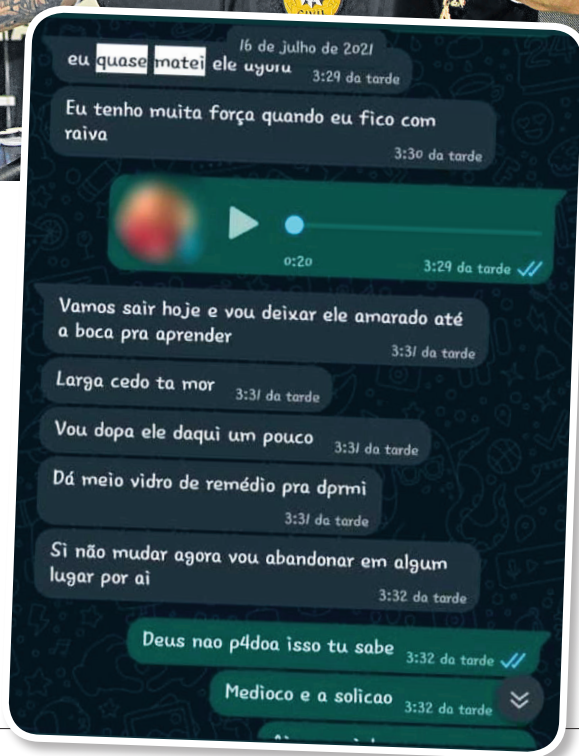 CIVIL
16 de julho de 2021
eu quase matei ele agora 3:29 da tarde
Eu tenho muita força quando eu fico com
raiva
3:30 da tarde
0:20 3:29 da tarde
Vamos sair hoje e vou deixar ele amarado até
a boca pra aprender
3:31 da tarde
Larga cedo ta mor 3:31 da tarde
Vou dopa ele daqui um pouco 3:31 da tarde
Dá meio vidro de remédio pra dprmi
3:31 da tarde
Si não mudar agora vou abandonar em algum
lugar por ai
3:32 da tarde
Deus nao p4doa isso tu sabe 3:32 da tarde
Medioco e a solicao 3:32 da tarde